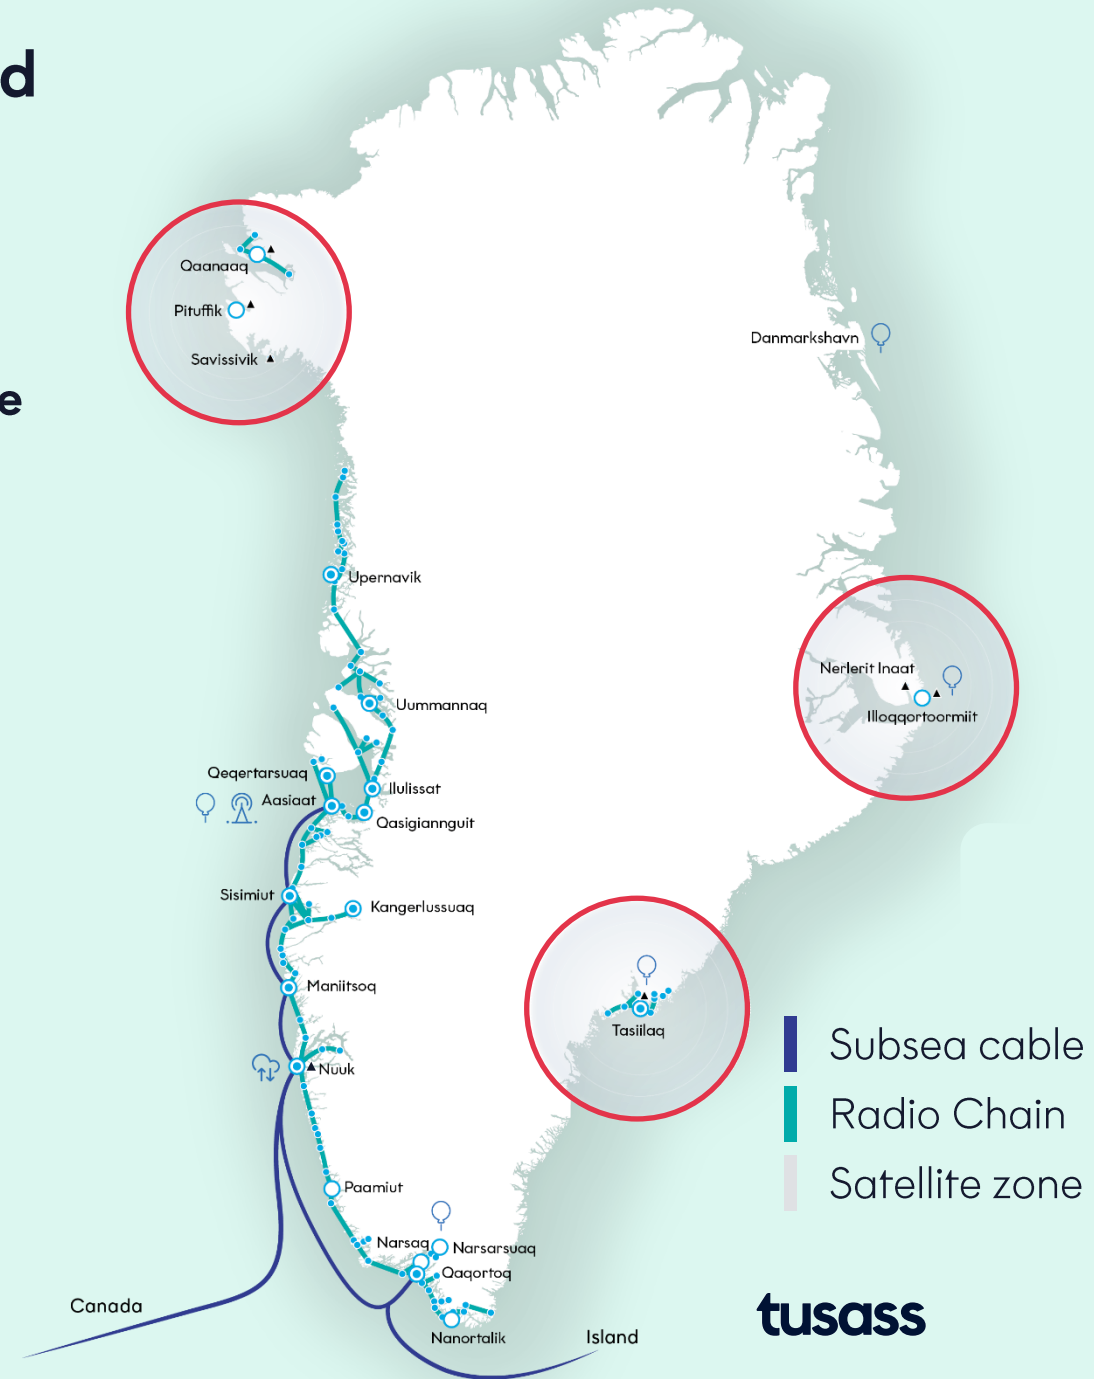 d
e
Qaanaaq
Pituffik
Savissivik
Danmarkshavn
Upernavik
Nerlerit Inaat
Illoqqortoormiit
Uummannaq
Qeqertarsuaq
Ilulissat
Aasiaat
Qasigiannguit
Sisimiut
Kangerlussuaq
Maniitsoq
Tasiilaq
Nuuk
Subsea cable
Radio Chain
Satellite zone
Paamiut
Narsaq
Narsarsuaq
Qaqortoq
Canada
Nanortalik
Island
tusass